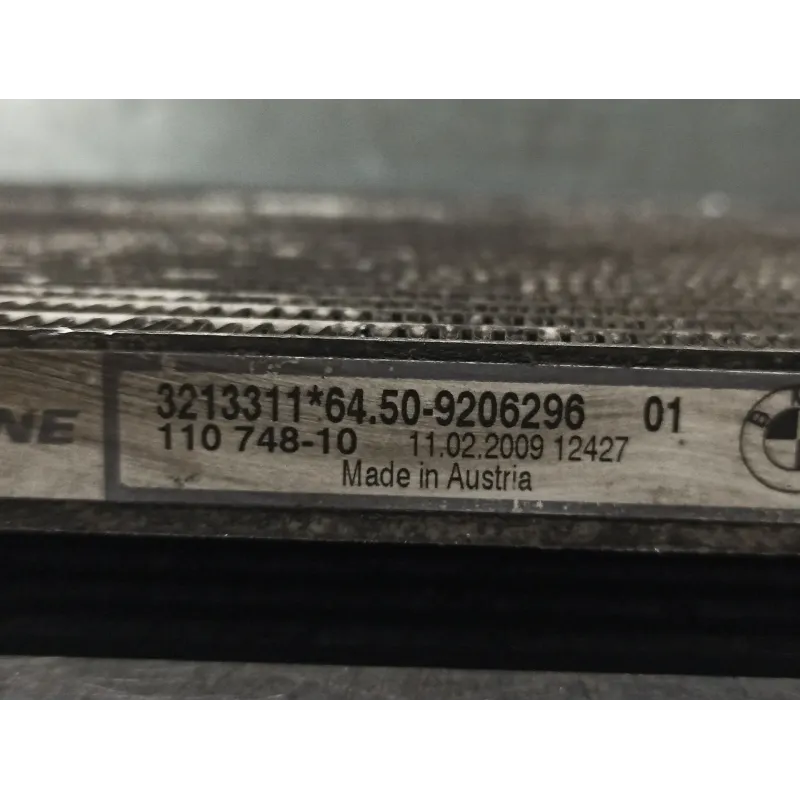 NE
3213311*64.50-9206296 01
110 748-10 11.02.2009 12427
Made in Austria
B M